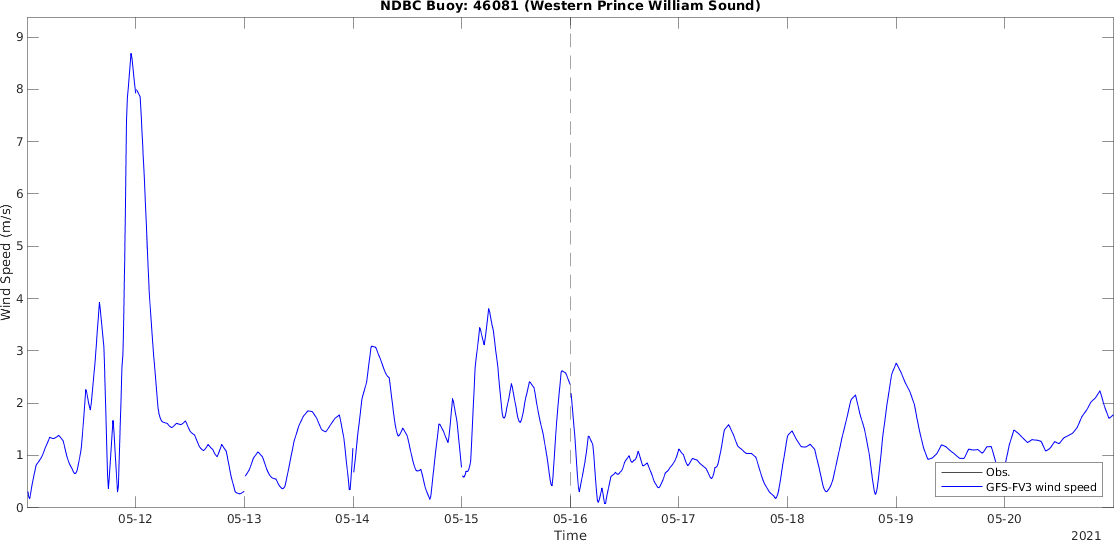 NDBC Buoy: 46081 (Western Prince William Sound)
Wind Speed (m/s)
9
8
7
6
5
4
3
2
1
0
05-12 05-13 05-14 05-15 05-16 05-17 05-18 05-19 05-20
Time
2021
Obs.
GFS-FV3 wind speed